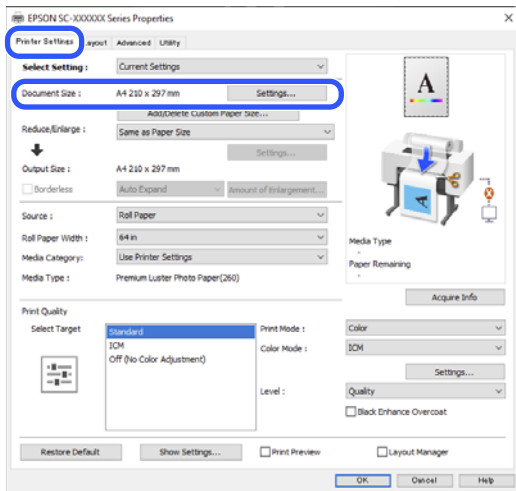 EPSON SC-XXXXXX Series Properties
Printer Settings Layout Advanced Utility
Select Setting : Current Settings
Document Size : A4 210 x 297 mm Settings...
Add/Delete Custom Paper Size...
Reduce/Enlarge : Same as Paper Size
Settings...
Output Size : A4 210 x 297 mm
Borderless Auto Expand Amount of Enlargement...
Source : Roll Paper
Roll Paper Width : 64 in
Media Category: Use Printer Settings
Media Type : Premium Luster Photo Paper(260)
A
Media Type
-
Paper Remaining
-
Acquire Info
Print Quality
Select Target
Standard
ICM
Off (No Color Adjustment)
Print Mode : Color
Color Mode : ICM
Settings...
Level : Quality
Black Enhance Overcoat
Restore Default Show Settings... Print Preview Layout Manager
OK Cancel Help